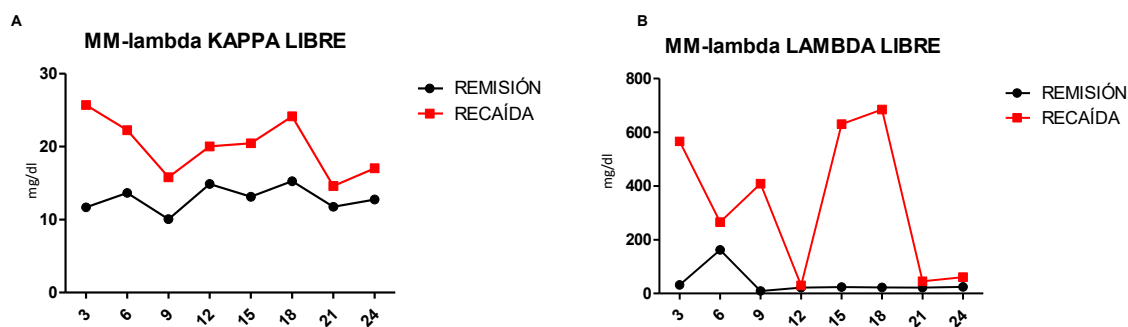 A
MM-lambda KAPPA LIBRE
30
20
10
0
mg/dl
3 6 9 12 15 18 21 24
REMISIÓN
RECAÍDA
B
MM-lambda LAMBDA LIBRE
800
600
400
200
0
mg/dl
3 6 9 12 15 18 21 24
REMISIÓN
RECAÍDA